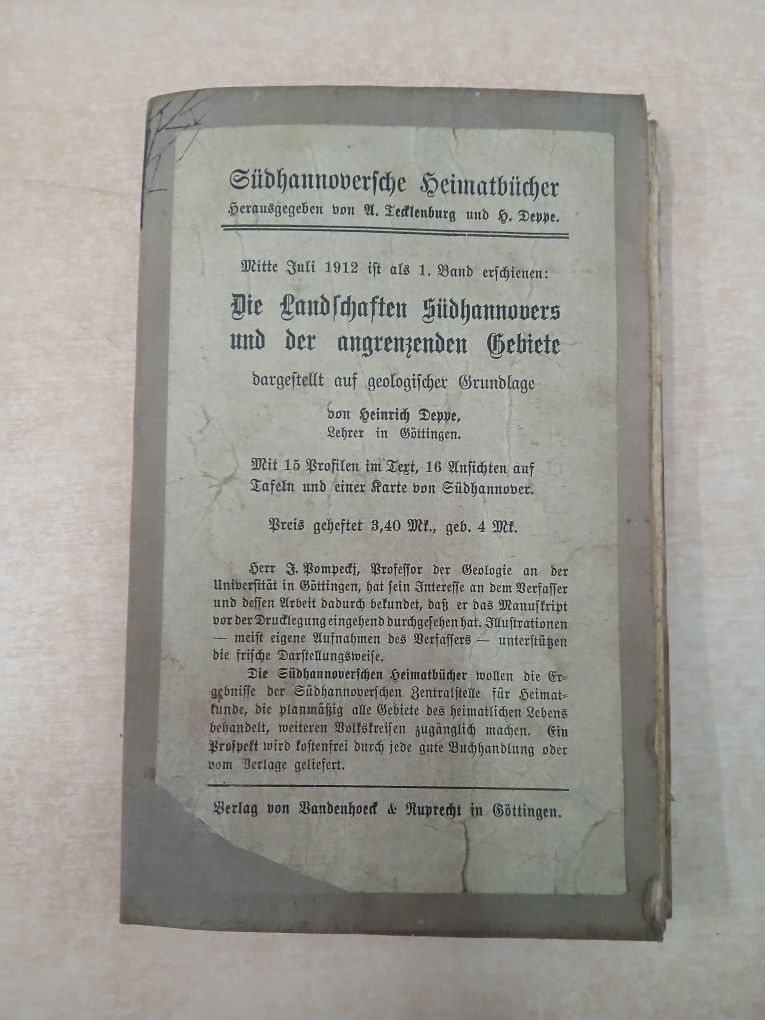 Südhannoversche Heimatbücher
Herausgegeben von A. Tecklenburg und H. Deppe.
Mitte Juli 1912 ist als 1. Band erschienen:
Die Landschaften Südhannovers
und der angrenzenden Gebiete
dargestellt auf geologischer Grundlage
von Heinrich Deppe,
Lehrer in Göttingen.
Mit 15 Profilen im Text, 16 Ansichten auf
Tafeln und einer Karte von Südhannover.
Preis geheftet 3,40 Mk., geb. 4 Mk.
Herr J. Pompeckj, Professor der Geologie an der
Universität in Göttingen, hat sein Interesse an dem Verfasser
und dessen Arbeit dadurch bekundet, daß er das Manuskript
vor der Drucklegung eingehend durchgesehen hat. Illustrationen
— meist eigene Aufnahmen des Verfassers — unterstützen
die frische Darstellungsweise.
Die Südhannoverschen Heimatbücher wollen die Er-
gebnisse der Südhannoverschen Zentralstelle für Heimat-
kunde, die planmäßig alle Gebiete des heimatlichen Lebens
behandelt, weiteren Volkskreisen zugänglich machen. Ein
Prospekt wird kostenfrei durch jede gute Buchhandlung oder
vom Verlage geliefert.
Verlag von Vandenhoeck & Ruprecht in Göttingen.